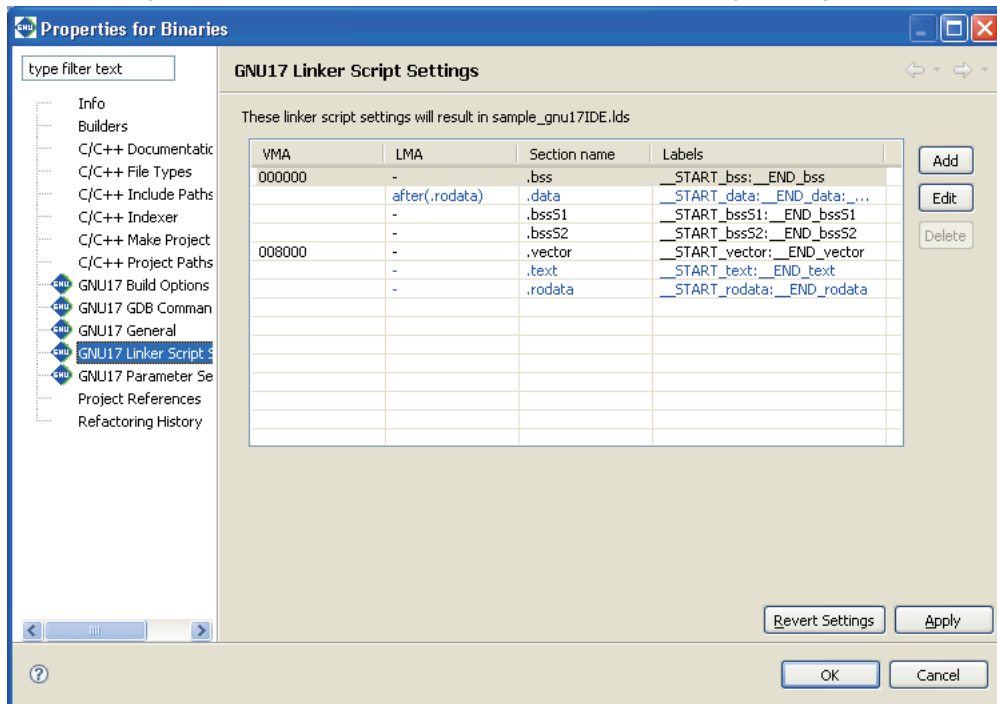 Properties for Binaries
type filter text
GNU17 Linker Script Settings
Info
Builders
C/C++ Documentatic
C/C++ File Types
C/C++ Include Paths
C/C++ Indexer
C/C++ Make Project
C/C++ Project Paths
GNU17 Build Options
GNU17 GDB Comman
GNU17 General
GNU17 Linker Script S
GNU17 Parameter Se
Project References
Refactoring History
These linker script settings will result in sample_gnu17IDE.lds
VMA LMA Section name Labels
000000 - .bss __START_bss:__END_bss
after(.rodata) .data __START_data:__END_data:_...
- .bssS1 __START_bssS1:__END_bssS1
- .bssS2 __START_bssS2:__END_bssS2
008000 - .vector __START_vector:__END_vector
- .text __START_text:__END_text
- .rodata __START_rodata:__END_rodata
Add
Edit
Delete
Revert Settings Apply
OK Cancel